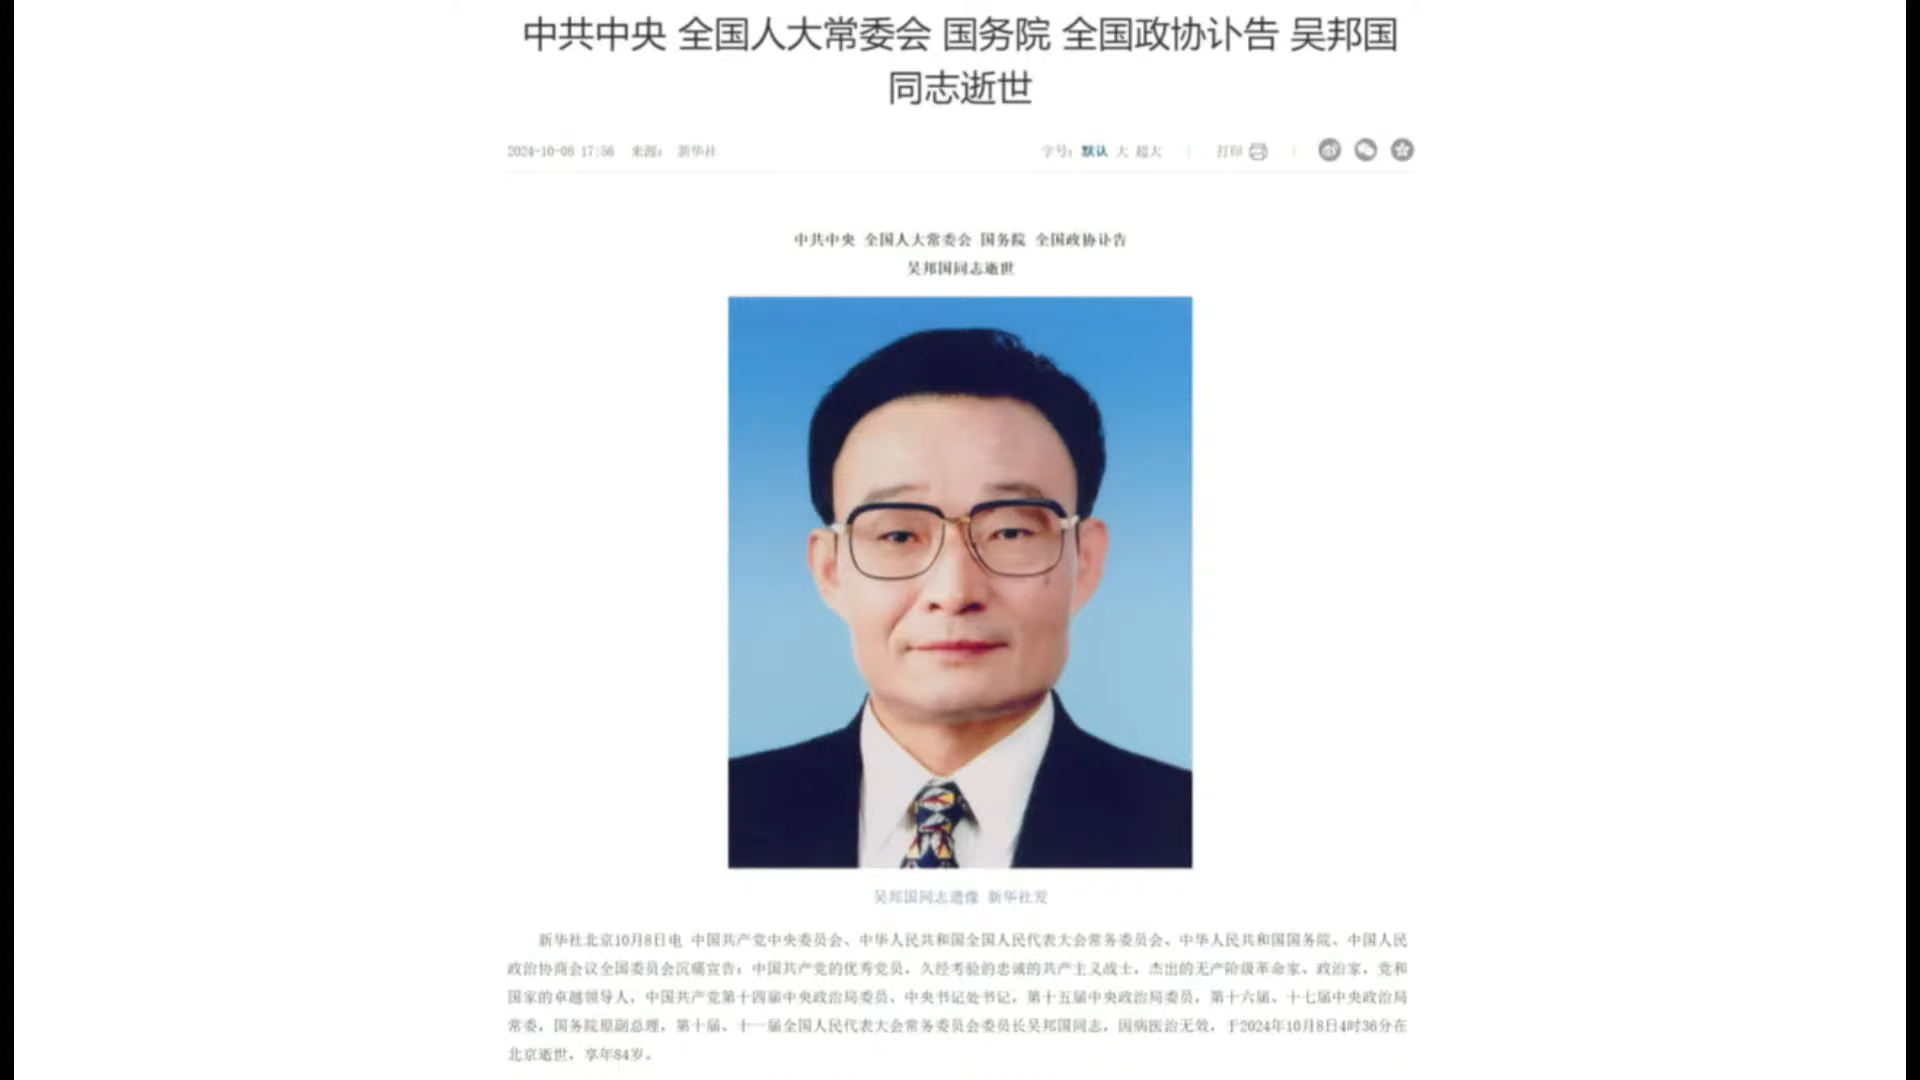 中共中央 全国人大常委会 国务院 全国政协讣告 吴邦国
同志逝世
2024-10-08 17:56 来源: 新华社 字号: 默认 大 超大 | 打印 |
中共中央 全国人大常委会 国务院 全国政协讣告
吴邦国同志逝世
吴邦国同志遗像 新华社发
新华社北京10月8日电 中国共产党中央委员会、中华人民共和国全国人民代表大会常务委员会、中华人民共和国国务院、中国人民
政治协商会议全国委员会沉痛宣告：中国共产党的优秀党员，久经考验的忠诚的共产主义战士，杰出的无产阶级革命家、政治家，党和
国家的卓越领导人，中国共产党第十四届中央政治局委员、中央书记处书记，第十五届中央政治局委员，第十六届、十七届中央政治局
常委，国务院原副总理，第十届、十一届全国人民代表大会常务委员会委员长吴邦国同志，因病医治无效，于2024年10月8日4时36分在
北京逝世，享年84岁。